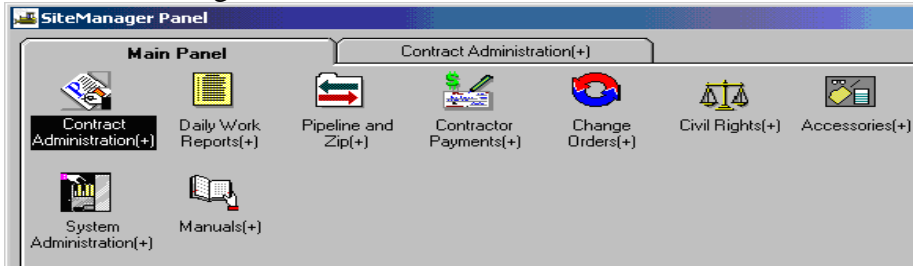 SiteManager Panel
Main Panel
Contract Administration(+)
Contract Administration(+)
Daily Work Reports(+)
Pipeline and Zip(+)
Contractor Payments(+)
Change Orders(+)
Civil Rights(+)
Accessories(+)
System Administration(+)
Manuals(+)